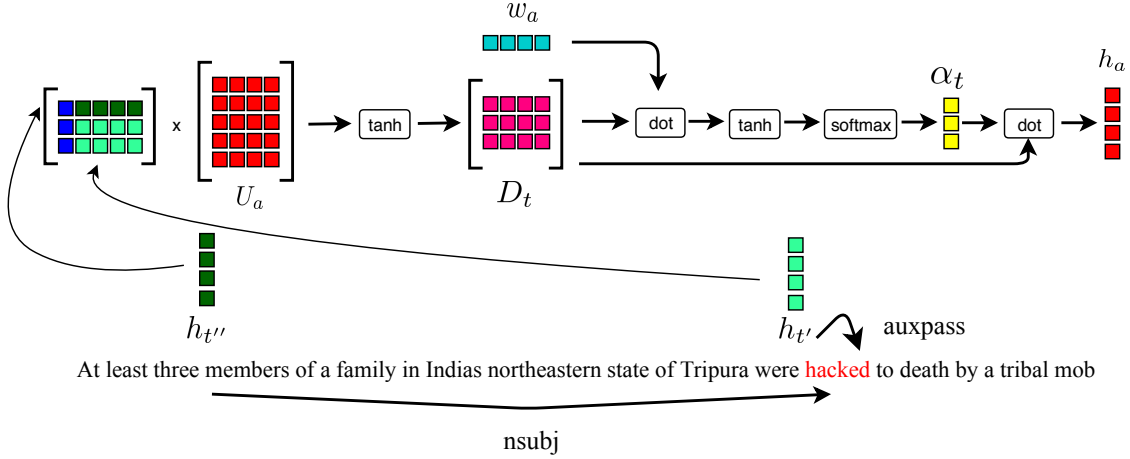 w_a
h_a
α_t
x
tanh
dot
tanh
softmax
dot
U_a
D_t
h_{t''}
h_{t'}
auxpass
At least three members of a family in Indias northeastern state of Tripura were hacked to death by a tribal mob
nsubj